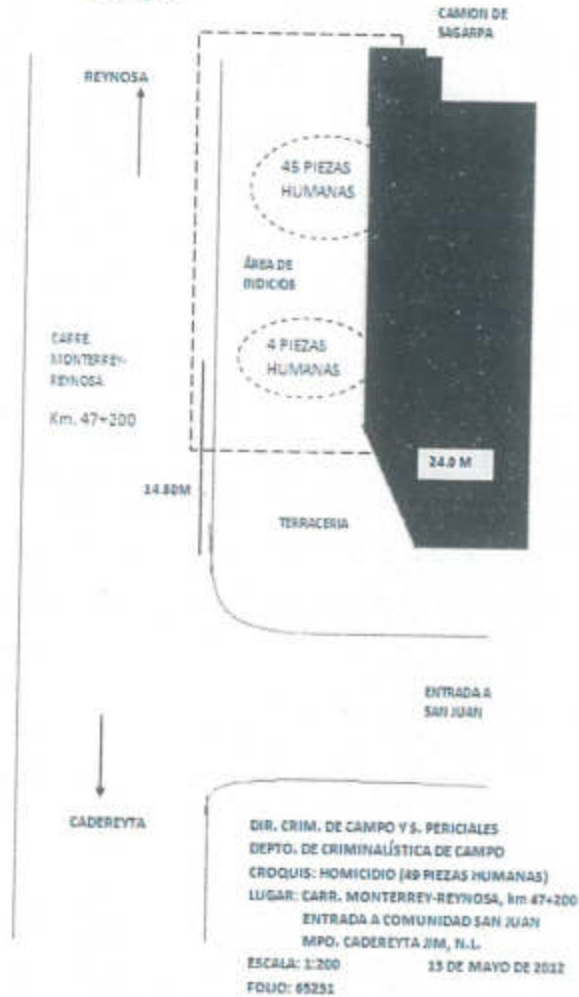 CAMION DE
SAGARPA
REYNOSA
45 PIEZAS
HUMANAS
ÁREA DE
INDICIOS
4 PIEZAS
HUMANAS
CARRE.
MONTERREY-
REYNOSA
Km. 47+200
24.0 M
14.80M
TERRACERIA
ENTRADA A
SAN JUAN
CADEREYTA
DIR. CRIM. DE CAMPO Y S. PERICIALES
DEPTO. DE CRIMINALÍSTICA DE CAMPO
CROQUIS: HOMICIDIO (49 PIEZAS HUMANAS)
LUGAR: CARR. MONTERREY-REYNOSA, km 47+200
ENTRADA A COMUNIDAD SAN JUAN
MPO. CADEREYTA JIM, N.L.
ESCALA: 1:200 13 DE MAYO DE 2012
FOLIO: 65231